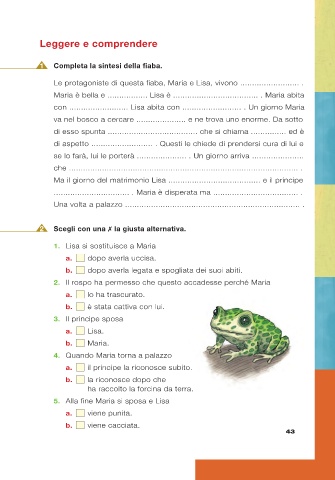 Leggere e comprendere
1 Completa la sintesi della fiaba.
Le protagoniste di questa fiaba, Maria e Lisa, vivono .......................... .
Maria è bella e ................. Lisa è ..................................... . Maria abita
con ......................... Lisa abita con .......................... . Un giorno Maria
va nel bosco a cercare ..................... e ne trova uno enorme. Da sotto
di esso spunta ....................................... che si chiama ............... ed è
di aspetto ........................... . Questi le chiede di prendersi cura di lui e
se lo farà, lui le porterà ...................... . Un giorno arriva ......................
che .................................................................................................. .
Ma il giorno del matrimonio Lisa ........................................ e il principe
................................. . Maria è disperata ma ..................................... .
Una volta a palazzo ........................................................................... .
2 Scegli con una ✗ la giusta alternativa.
1. Lisa si sostituisce a Maria
a. dopo averla uccisa.
b. dopo averla legata e spogliata dei suoi abiti.
2. Il rospo ha permesso che questo accadesse perché Maria
a. lo ha trascurato.
b. è stata cattiva con lui.
3. Il principe sposa
a. Lisa.
b. Maria.
4. Quando Maria torna a palazzo
a. il principe la riconosce subito.
b. la riconosce dopo che
ha raccolto la forcina da terra.
5. Alla fine Maria si sposa e Lisa
a. viene punita.
b. viene cacciata.
43